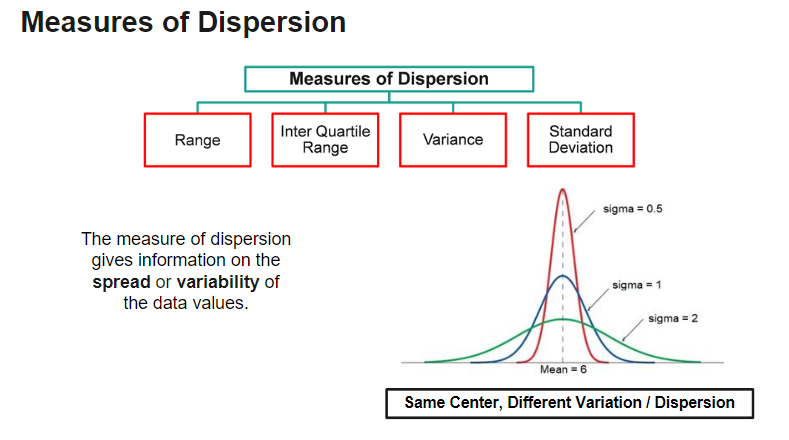 Measures of Dispersion
Measures of Dispersion
Range
Inter Quartile
Range
Variance
Standard
Deviation
The measure of dispersion
gives information on the
spread or variability of
the data values.
sigma = 0.5
sigma = 1
sigma = 2
Mean = 6
Same Center, Different Variation / Dispersion